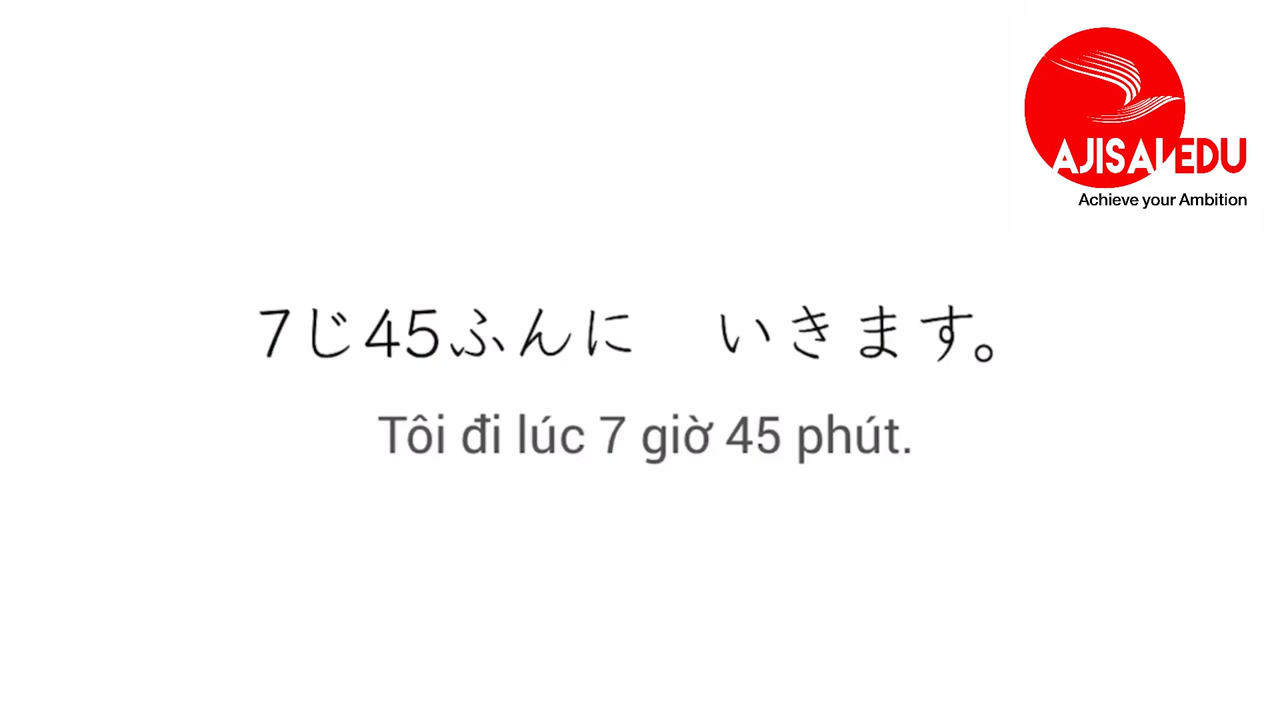 AJISAI EDU
Achieve your Ambition
7じ45ふんに　いきます。
Tôi đi lúc 7 giờ 45 phút.